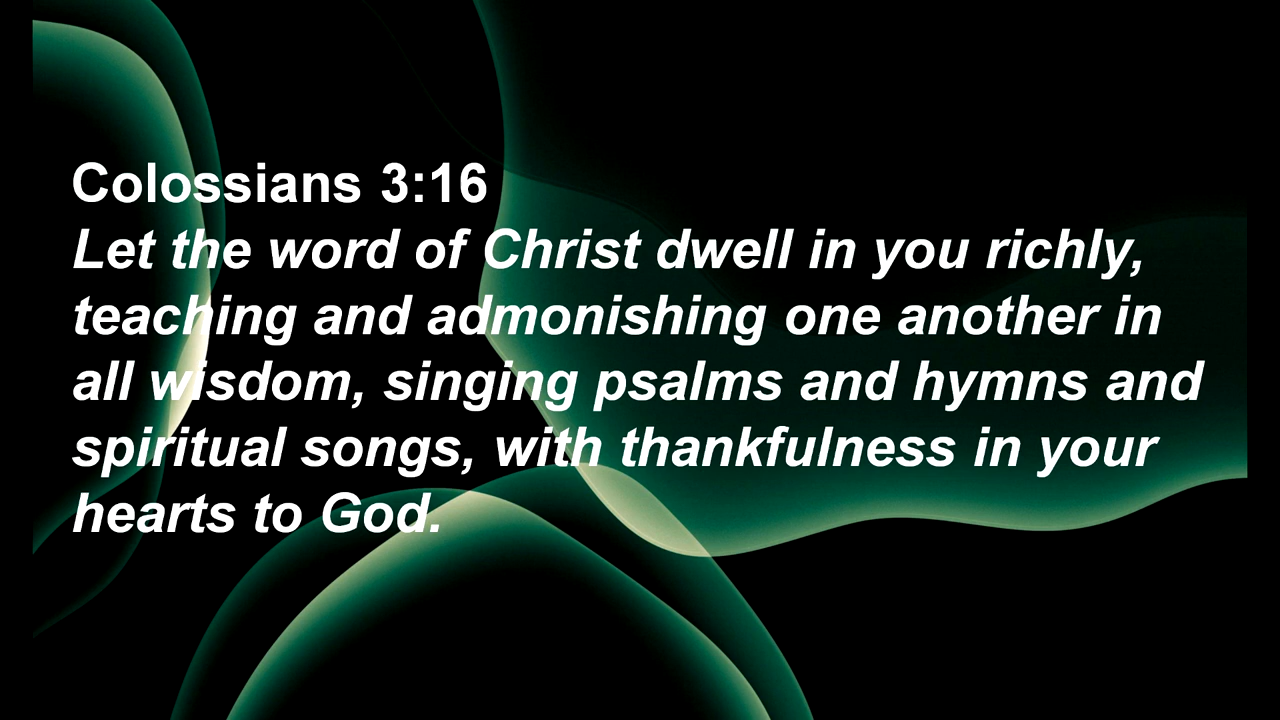 Colossians 3:16
Let the word of Christ dwell in you richly,
teaching and admonishing one another in
all wisdom, singing psalms and hymns and
spiritual songs, with thankfulness in your
hearts to God.